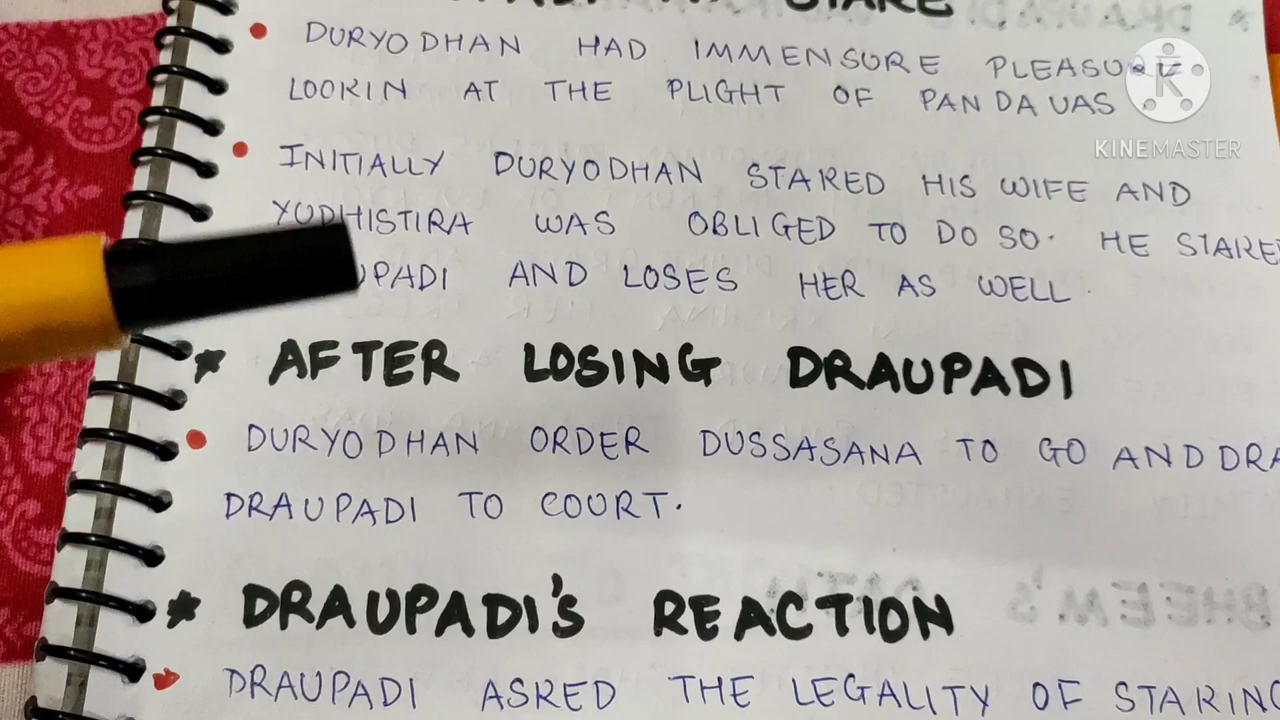 STAKE
DURYODHAN HAD IMMENSURE PLEASURE
LOOKIN AT THE PLIGHT OF PANDAVAS
KINEMASTER
INITIALLY DURYODHAN STARED HIS WIFE AND
YUDHISTIRA WAS OBLIGED TO DO SO. HE STARED
AND LOSES HER AS WELL.
* AFTER LOSING DRAUPADI
DURYODHAN ORDER DUSSASANA TO GO AND DRA
DRAUPADI TO COURT.
* DRAUPADI'S REACTION
DRAUPADI ASKED THE LEGALITY OF STARING